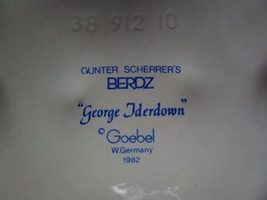 38 912 10
GUNTER SCHERRER'S
BERDZ
"George Iderdown"
© Goebel
W. Germany
1982